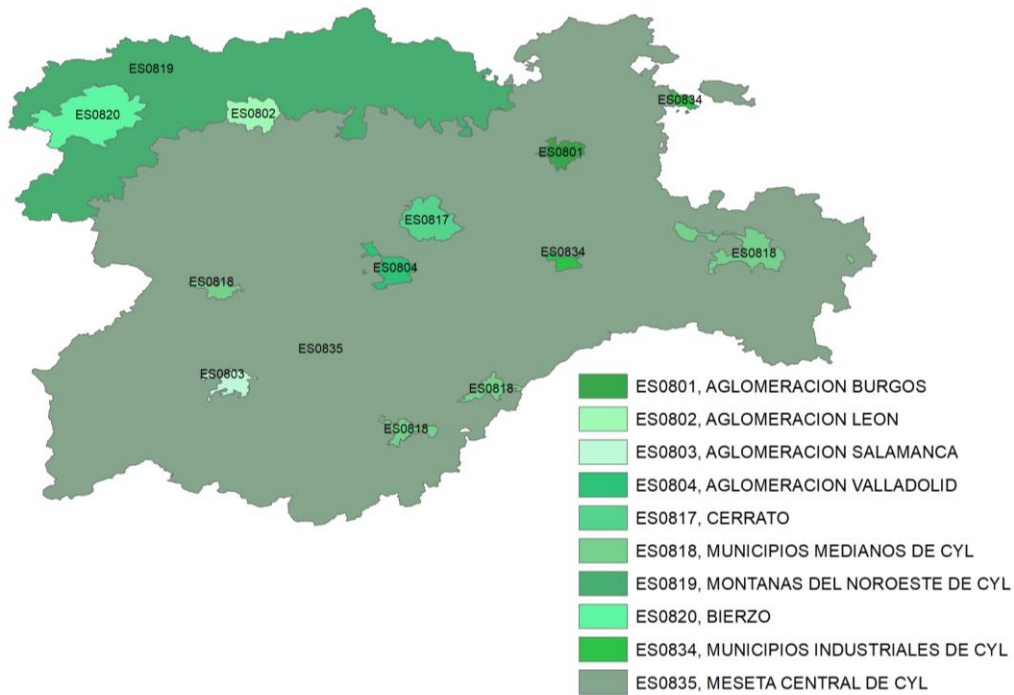 ES0819
ES0834
ES0820
ES0802
ES0801
ES0817
ES0834
ES0818
ES0804
ES0818
ES0835
ES0803
ES0818
ES0818
ES0801, AGLOMERACION BURGOS
ES0802, AGLOMERACION LEON
ES0803, AGLOMERACION SALAMANCA
ES0804, AGLOMERACION VALLADOLID
ES0817, CERRATO
ES0818, MUNICIPIOS MEDIANOS DE CYL
ES0819, MONTANAS DEL NOROESTE DE CYL
ES0820, BIERZO
ES0834, MUNICIPIOS INDUSTRIALES DE CYL
ES0835, MESETA CENTRAL DE CYL